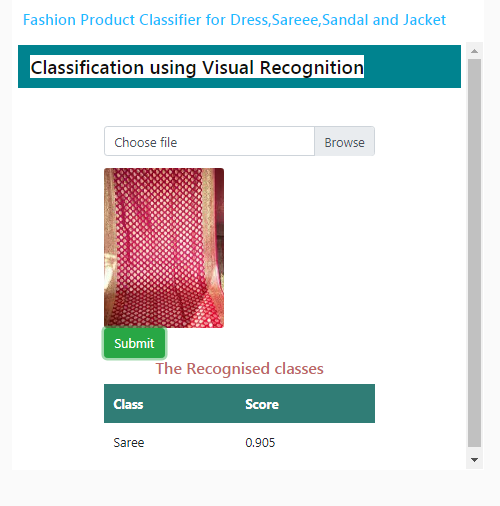 Fashion Product Classifier for Dress,Sareee,Sandal and Jacket
Classification using Visual Recognition
Choose file
Browse
Submit
The Recognised classes
Class Score
Saree 0.905